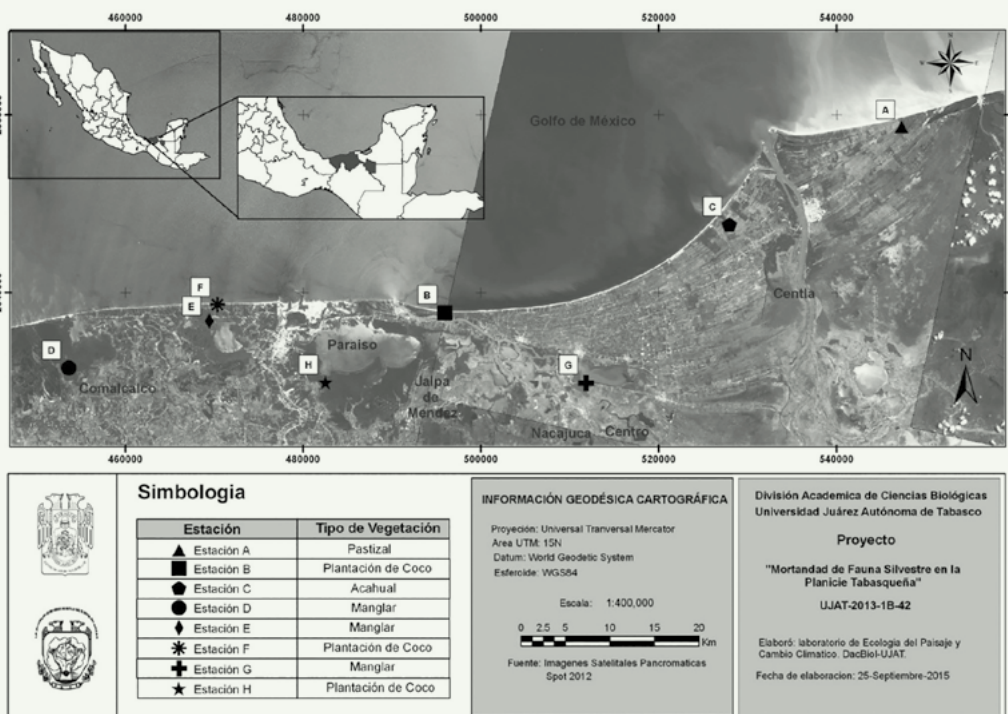 460000 480000 500000 520000 540000
Golfo de México
A
C
F
B
E
Centla
D
Paraiso
N
H
G
Comalcalco
Jalpa
de
Mendez
Nacajuca Centro
460000 480000 500000 520000 540000
Simbologia
Estación Tipo de Vegetación
Estación A Pastizal
Estación B Plantación de Coco
Estación C Acahual
Estación D Manglar
Estación E Manglar
Estación F Plantación de Coco
Estación G Manglar
Estación H Plantación de Coco
INFORMACIÓN GEODÉSICA CARTOGRÁFICA
Proyeción: Universal Tranversal Mercator
Area UTM: 15N
Datum: World Geodetic System
Esferoide: WGS84
Escala: 1:400,000
0 2.5 5 10 15 20
Km
Fuente: Imagenes Satelitales Pancromaticas
Spot 2012
División Academica de Ciencias Biológicas
Universidad Juárez Autónoma de Tabasco
Proyecto
"Mortandad de Fauna Silvestre en la
Planicie Tabasqueña"
UJAT-2013-1B-42
Elaboró: laboratorio de Ecologia del Paisaje y
Cambio Climatico. DacBiol-UJAT.
Fecha de elaboracion: 25-Septiembre-2015